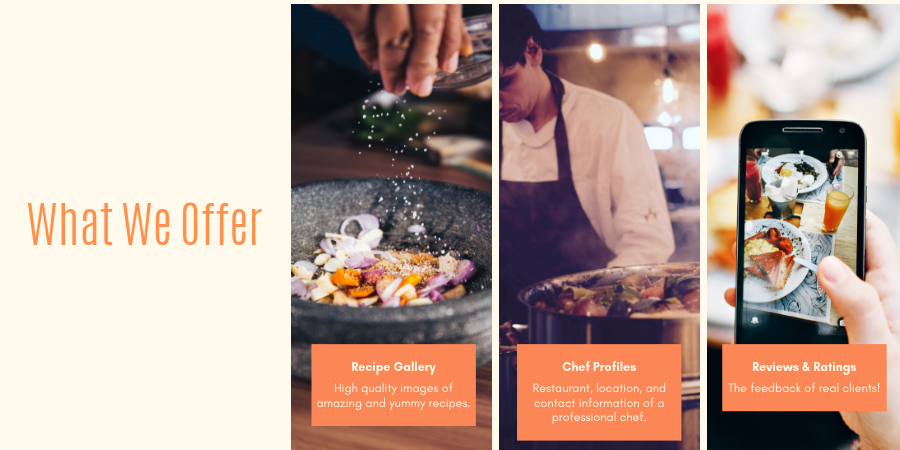 What We Offer
Recipe Gallery
High quality images of
amazing and yummy recipes.
Chef Profiles
Restaurant, location, and
contact information of a
professional chef.
Reviews & Ratings
The feedback of real clients!